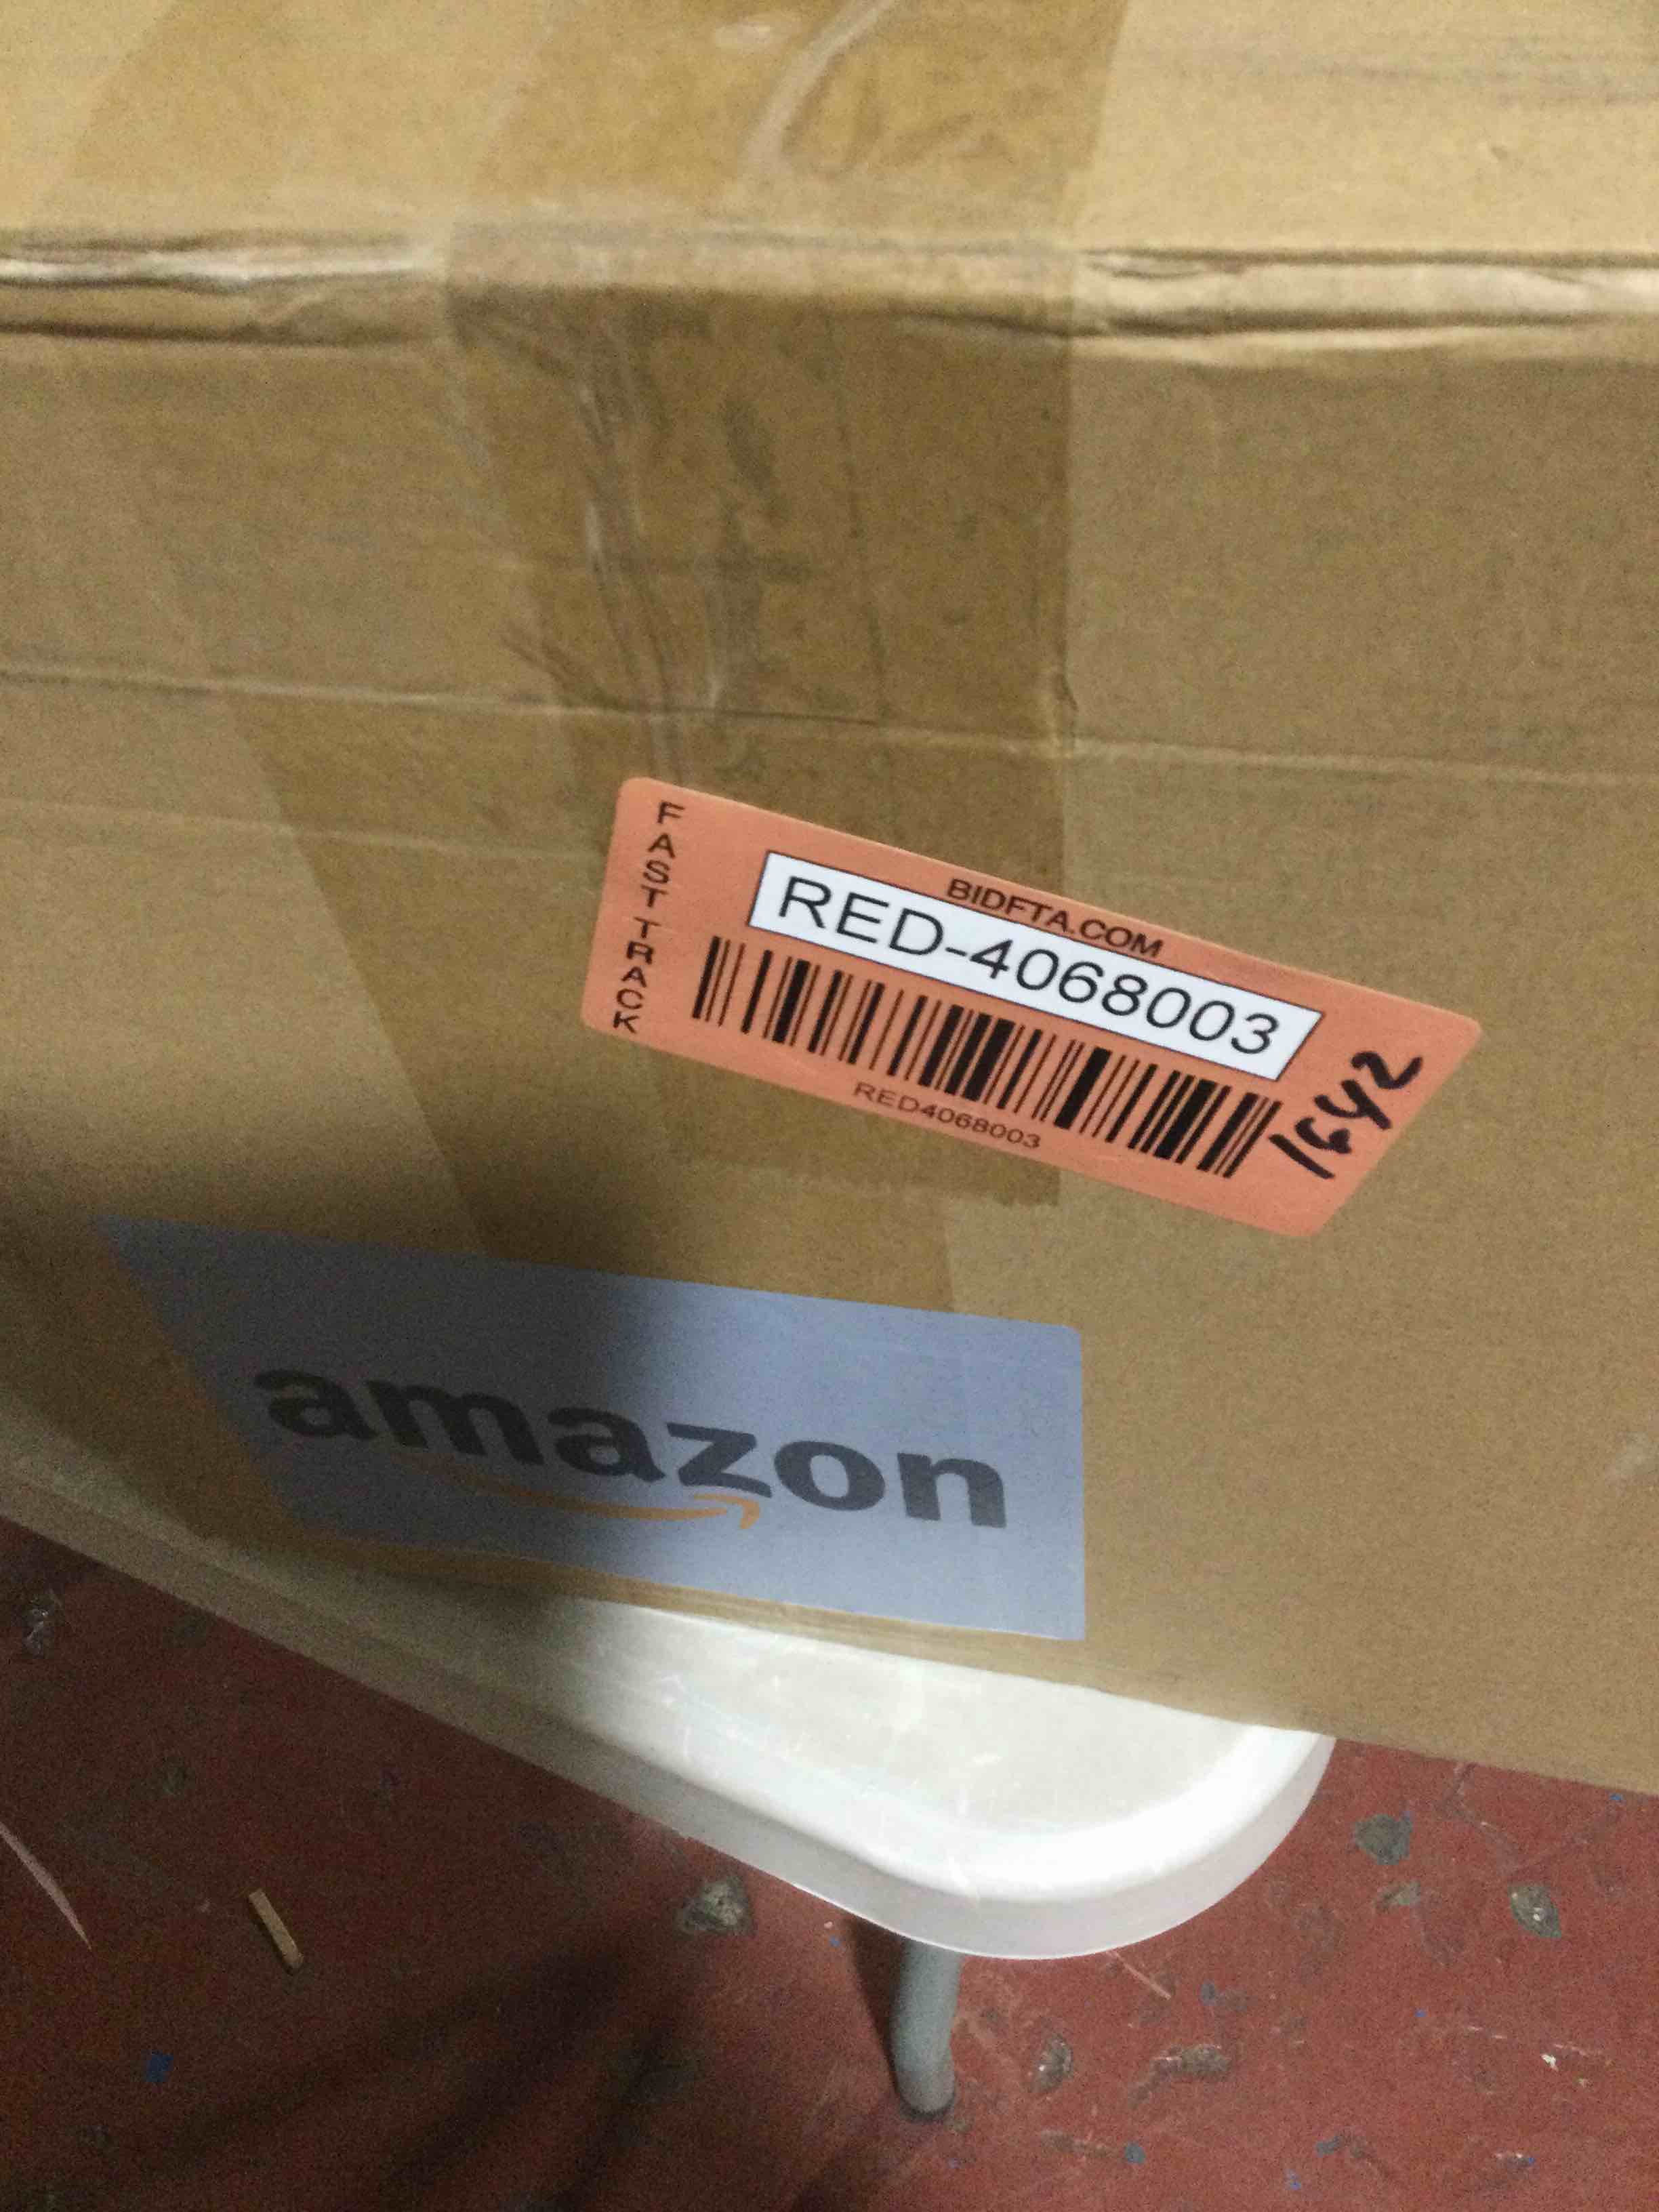 FAST TRACK
BIDFTA.COM
RED-4068003
RED4068003
1642
amazon